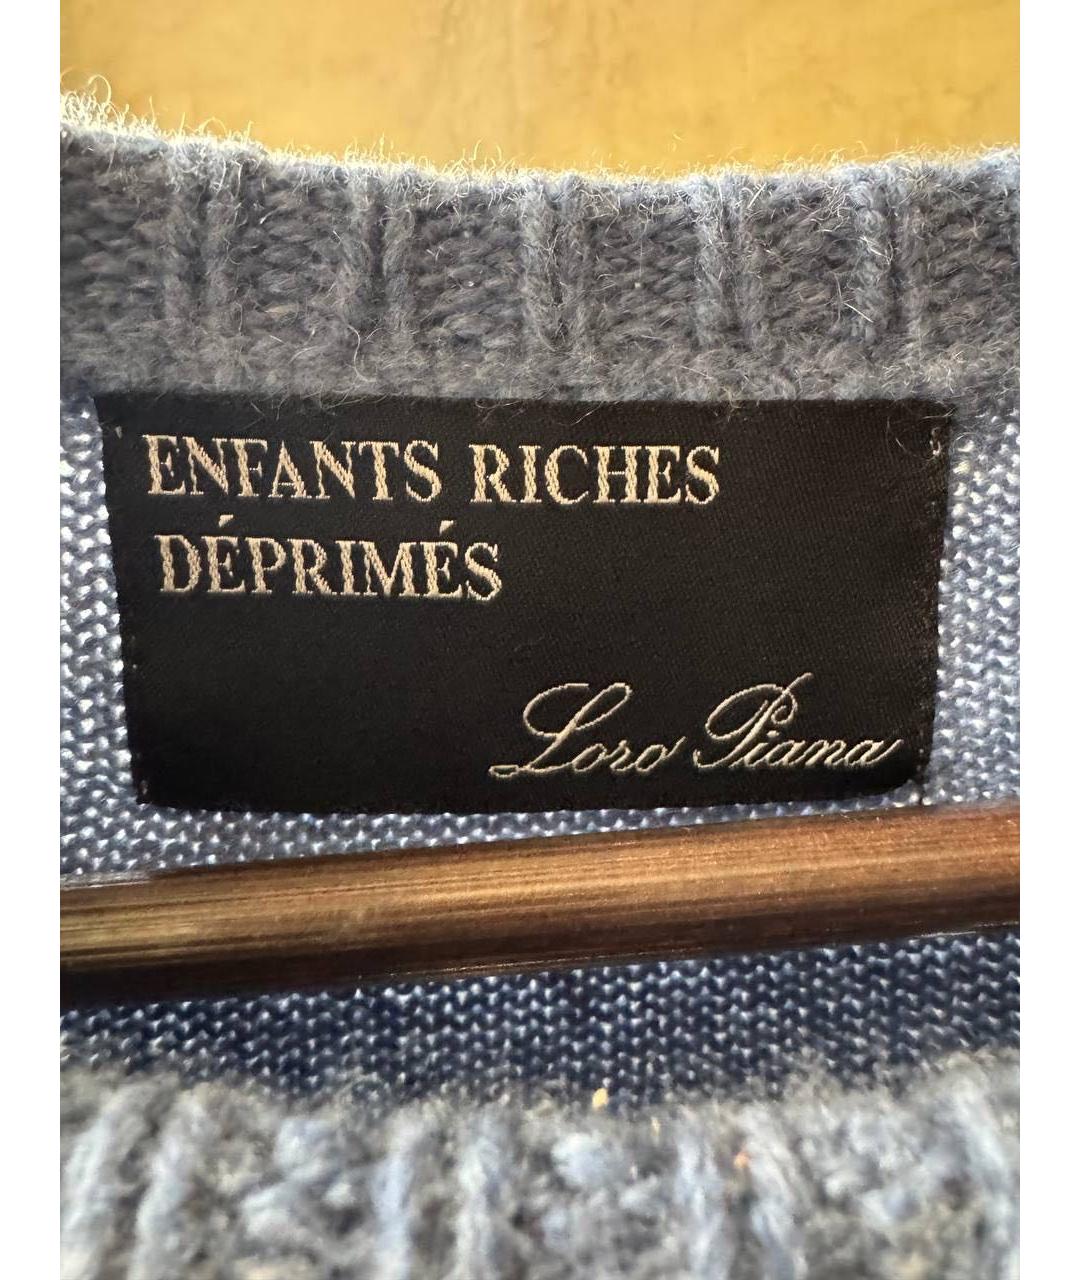 ENFANTS RICHES
S
DÉPRIMÉS
Loro Piana